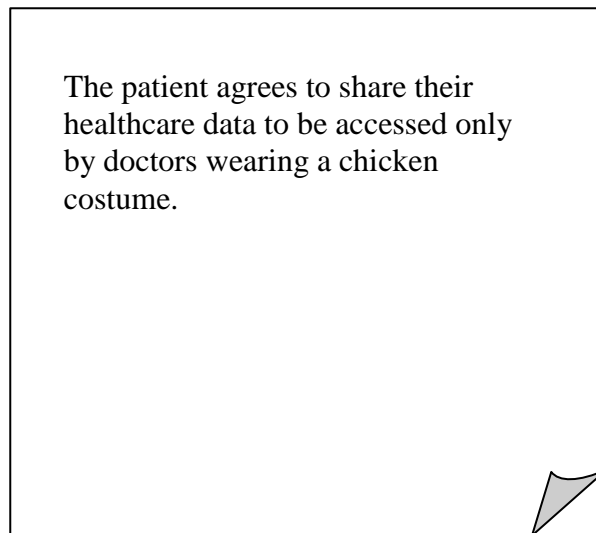 The patient agrees to share their
healthcare data to be accessed only
by doctors wearing a chicken
costume.